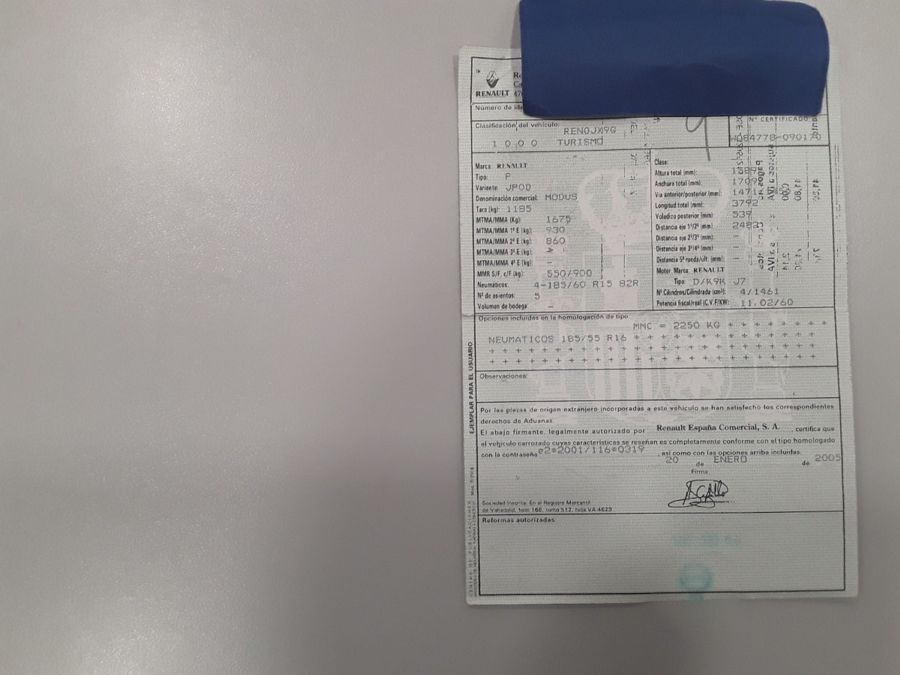 RENAULT
Número de
Clasificación del vehículo:
RENOJX9G
1000 TURISMO
Nº CERTIFICADO
Marca: RENAULT
Tipo: P
Variante: JPOD
Denominación comercial: MODUS
Tara (kg): 1185
MTMA/MMA (Kg): 1675
MTMA/MMA 1º E (kg): 930
MTMA/MMA 2º E (kg): 860
MTMA/MMA 3º E (kg):
MTMA/MMA 4º E (kg): -
MMR S/F, c/F (kg): 550/900
Neumáticos: 4-185/60 R15 82R
Nº de asientos: 5
Volumen de bodega: -
Clase:
Altura total (mm):
Anchura total (mm): 1709
Vía anterior/posterior (mm):
Longitud total (mm): 3792
Voladizo posterior (mm): 539
Distancia eje 1º/2º (mm): 2482
Distancia eje 2º/3º (mm): -
Distancia eje 3º/4º (mm): -
Distancia 5ª rueda/ult. (mm): -
Motor Marca: RENAULT
Tipo: D/K9K J7
Nº Cilindros/Cilindrada (cm³): 4/1461
Potencia fiscal/real (C.V.F/KW): 11.02/60
Opciones incluidas en la homologación de tipo:
MMC = 2250 KG + + + + + + + +
NEUMATICOS 185/55 R16 + + + + + + + + + + + +
Observaciones:
Por las piezas de origen extranjero incorporadas a este vehículo se han satisfecho los correspondientes
derechos de Aduanas.
El abajo firmante, legalmente autorizado por Renault España Comercial, S. A. , certifica que
el vehículo carrozado cuyas características se reseñan es completamente conforme con el tipo homologado
con la contraseña e2*2001/116*0319 , así como con las opciones arriba incluidas.
20 de ENERO de 2005
Firma.
Sociedad Inscrita: En el Registro Mercantil
de Valladolid, tomo 168, folio 512, hoja VA 4629
Reformas autorizadas:
EJEMPLAR PARA EL USUARIO